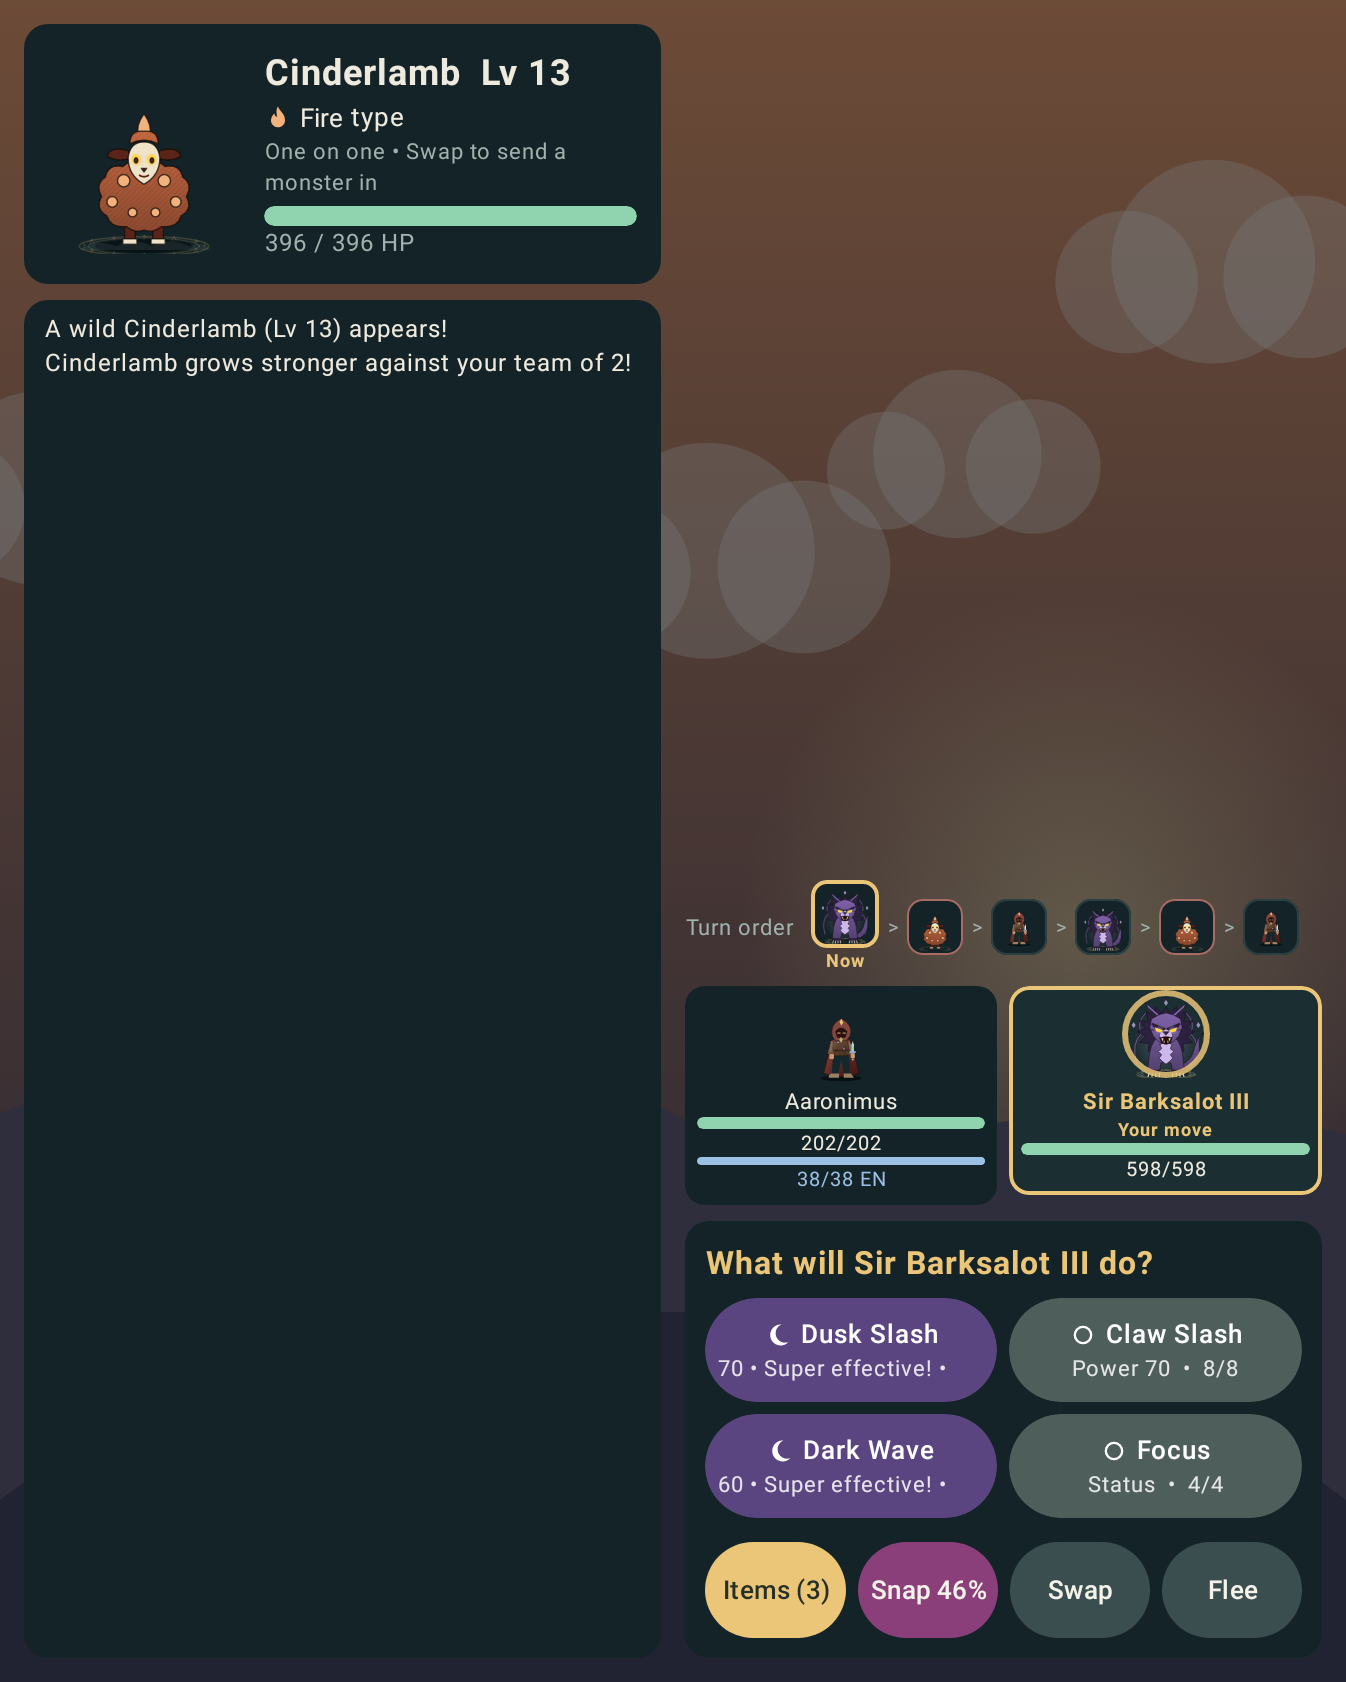 Cinderlamb Lv 13
Fire type
One on one • Swap to send a
monster in
396 / 396 HP
A wild Cinderlamb (Lv 13) appears!
Cinderlamb grows stronger against your team of 2!
Turn order
>
>
>
>
>
Now
Aaronimus
202/202
38/38 EN
Sir Barksalot III
Your move
598/598
What will Sir Barksalot III do?
Dusk Slash
70 • Super effective! •
Claw Slash
Power 70 • 8/8
Dark Wave
60 • Super effective! •
Focus
Status • 4/4
Items (3)
Snap 46%
Swap
Flee